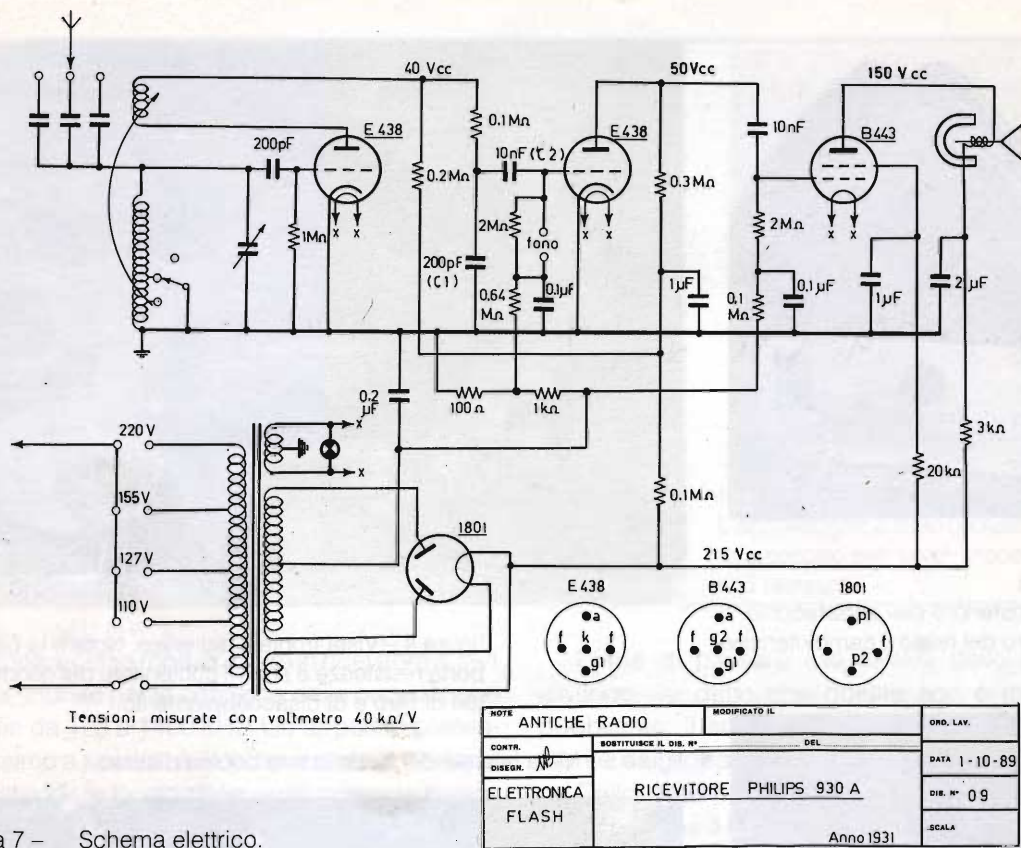 40 Vcc
50Vcc
150 Vcc
E 438
E 438
B443
200pF
0.1MΩ
10nF (C2)
10nF
0.2MΩ
0.3MΩ
1MΩ
2MΩ
fono
2MΩ
200pF
(C1)
0.64
MΩ
0.1µF
1µF
0.1
MΩ
0.1µF
1µF
2µF
x x
x x
x x
0.2
µF
100Ω
1kΩ
3kΩ
20kΩ
0.1MΩ
220V
155V
127V
110V
0
x
x
1801
215 Vcc
E 438
B 443
1801
a
f k f
g1
a
f g2 f
g1
p1
f f
p2
Tensioni misurate con voltmetro 40 kΩ/V
NOTE ANTICHE RADIO
MODIFICATO IL
ORD. LAV.
CONTR.
DISEGN.
SOSTITUISCE IL DIS. N° DEL
DATA 1-10-89
ELETTRONICA
FLASH
RICEVITORE PHILIPS 930 A
DIS. N° 09
Anno 1931
SCALA
a 7 – Schema elettrico.